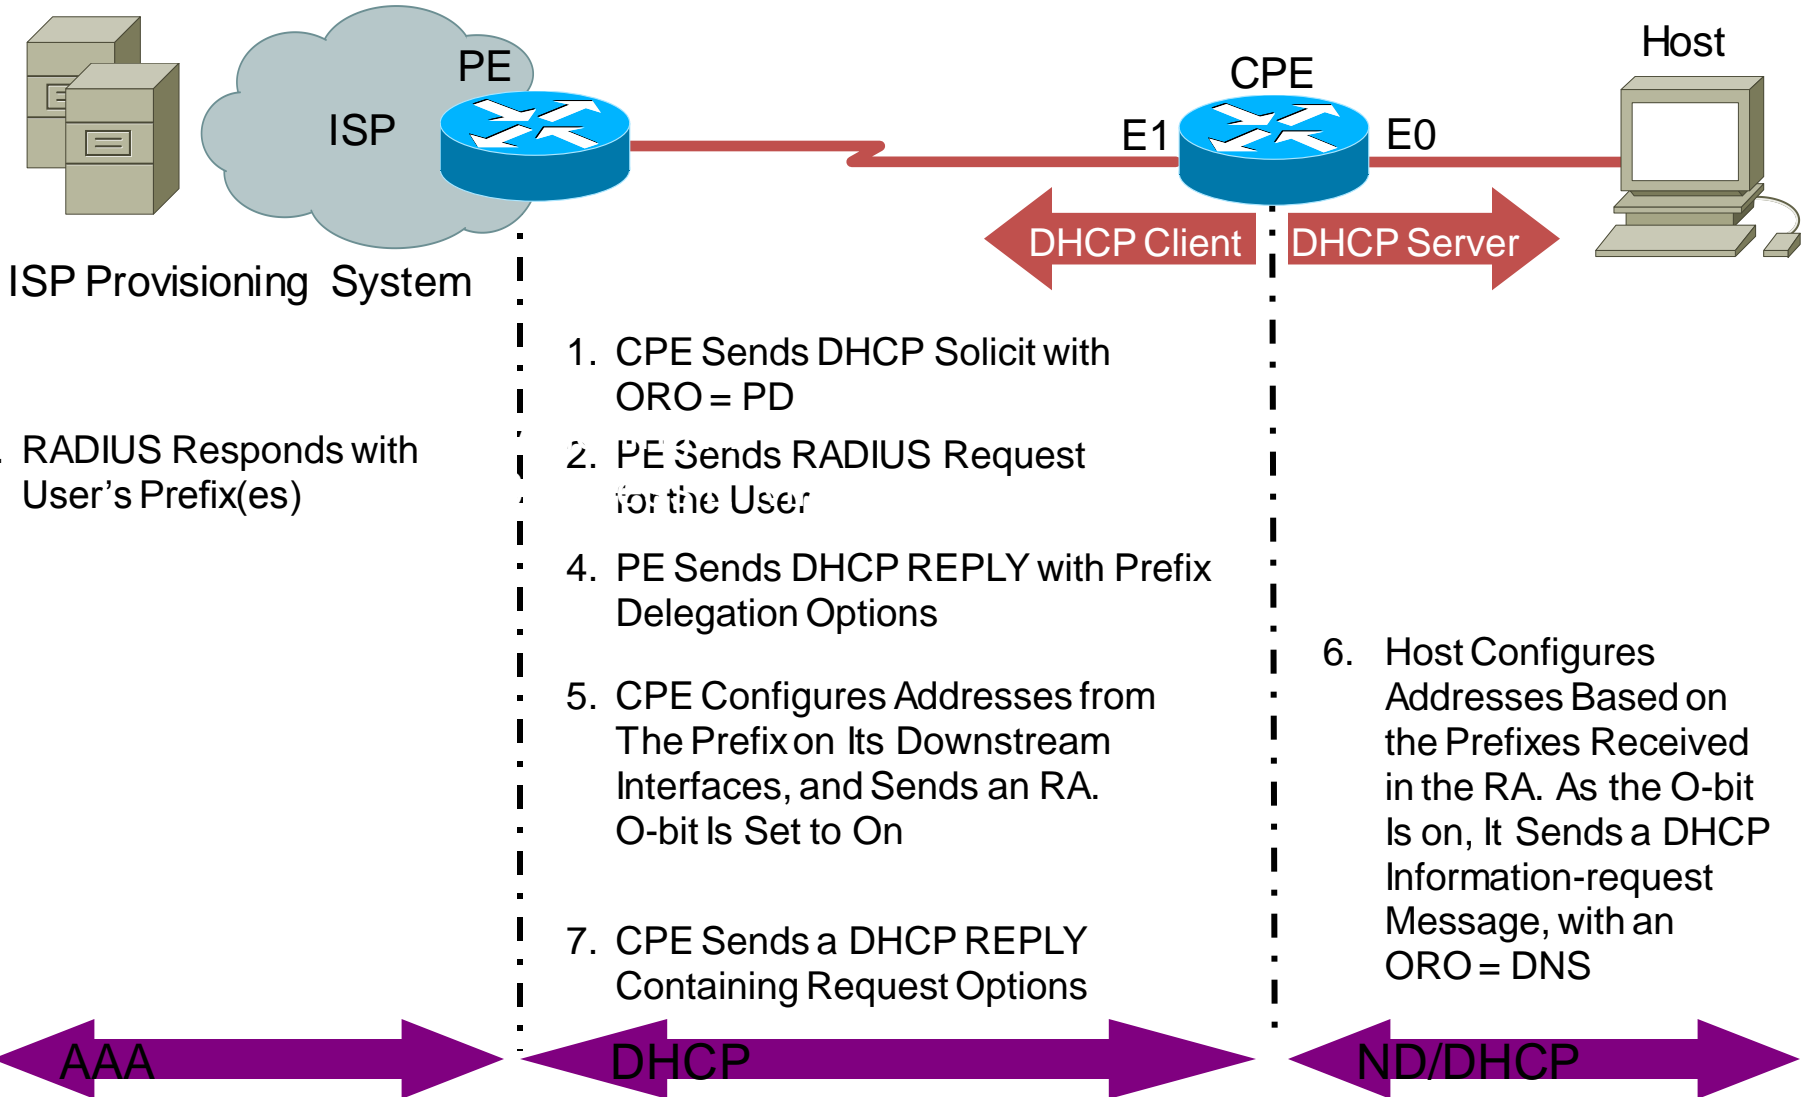 PE
ISP
CPE
Host
E1
E0
DHCP Client
DHCP Server
ISP Provisioning System
1. CPE Sends DHCP Solicit with
ORO = PD
2. PE Sends RADIUS Request
for the User
. RADIUS Responds with
User's Prefix(es)
4. PE Sends DHCP REPLY with Prefix
Delegation Options
5. CPE Configures Addresses from
The Prefix on Its Downstream
Interfaces, and Sends an RA.
O-bit Is Set to On
6. Host Configures
Addresses Based on
the Prefixes Received
in the RA. As the O-bit
Is on, It Sends a DHCP
Information-request
Message, with an
ORO = DNS
7. CPE Sends a DHCP REPLY
Containing Request Options
AAA
DHCP
ND/DHCP